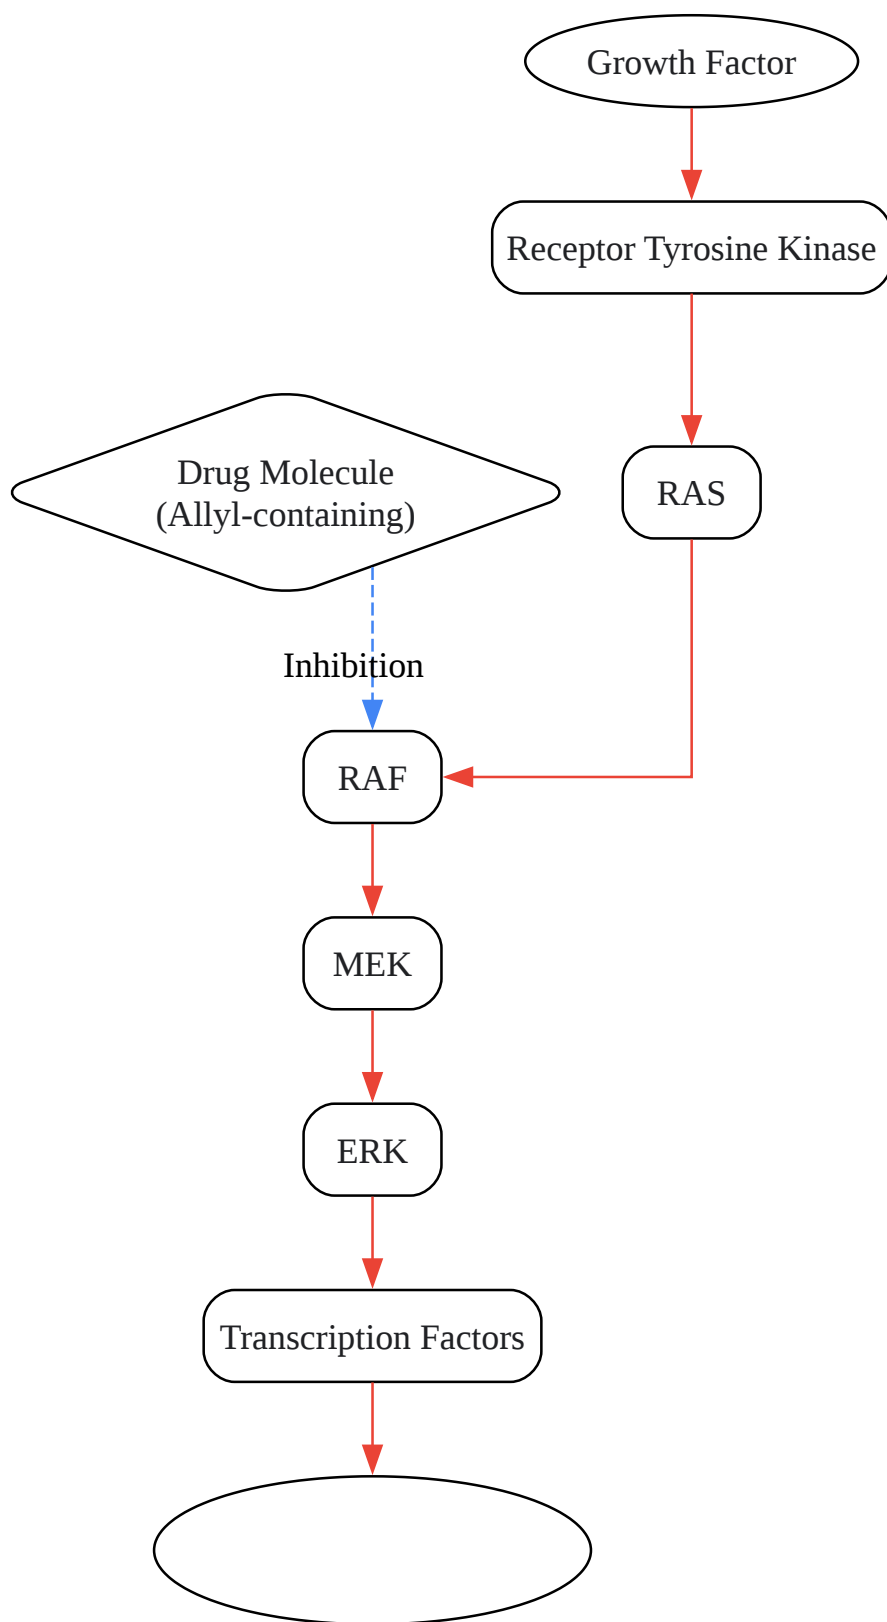 Growth Factor
Receptor Tyrosine Kinase
Drug Molecule
(Allyl-containing)
RAS
Inhibition
RAF
MEK
ERK
Transcription Factors